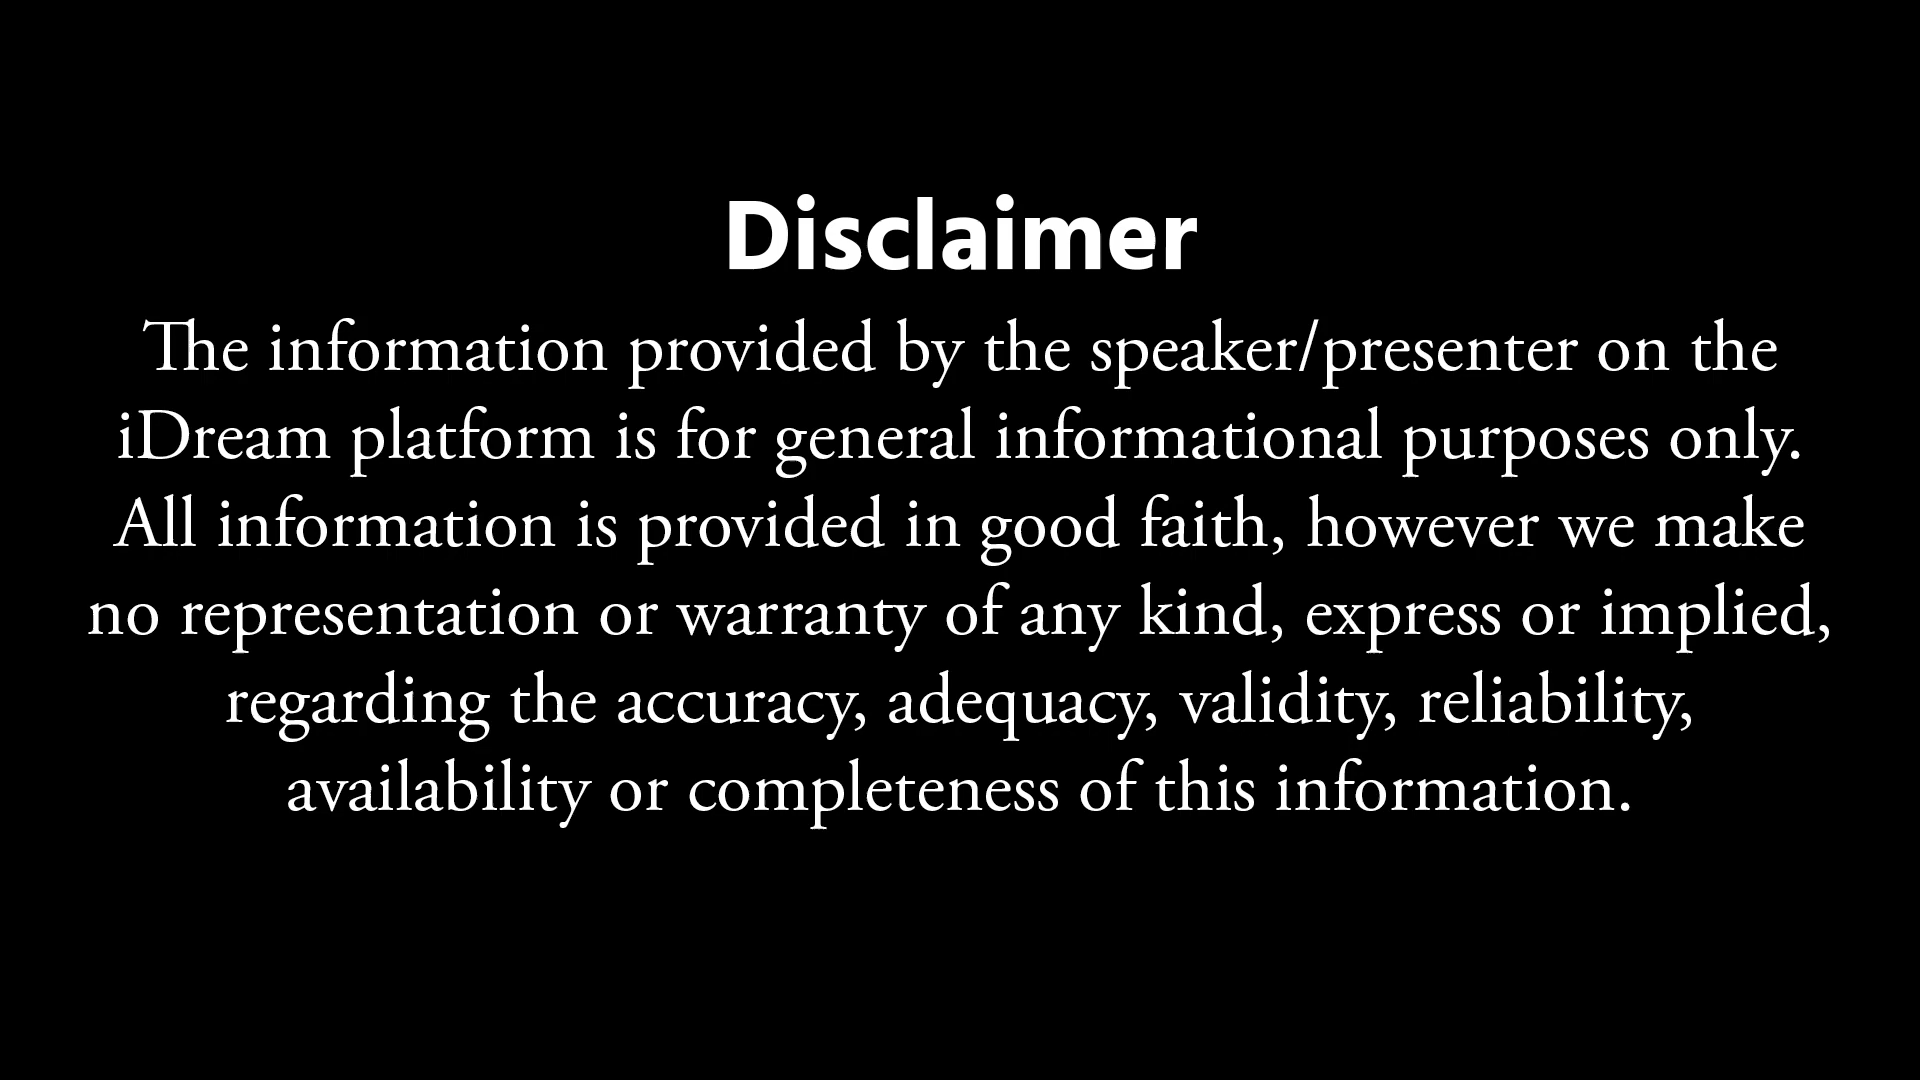 Disclaimer
The information provided by the speaker/presenter on the
iDream platform is for general informational purposes only.
All information is provided in good faith, however we make
no representation or warranty of any kind, express or implied,
regarding the accuracy, adequacy, validity, reliability,
availability or completeness of this information.